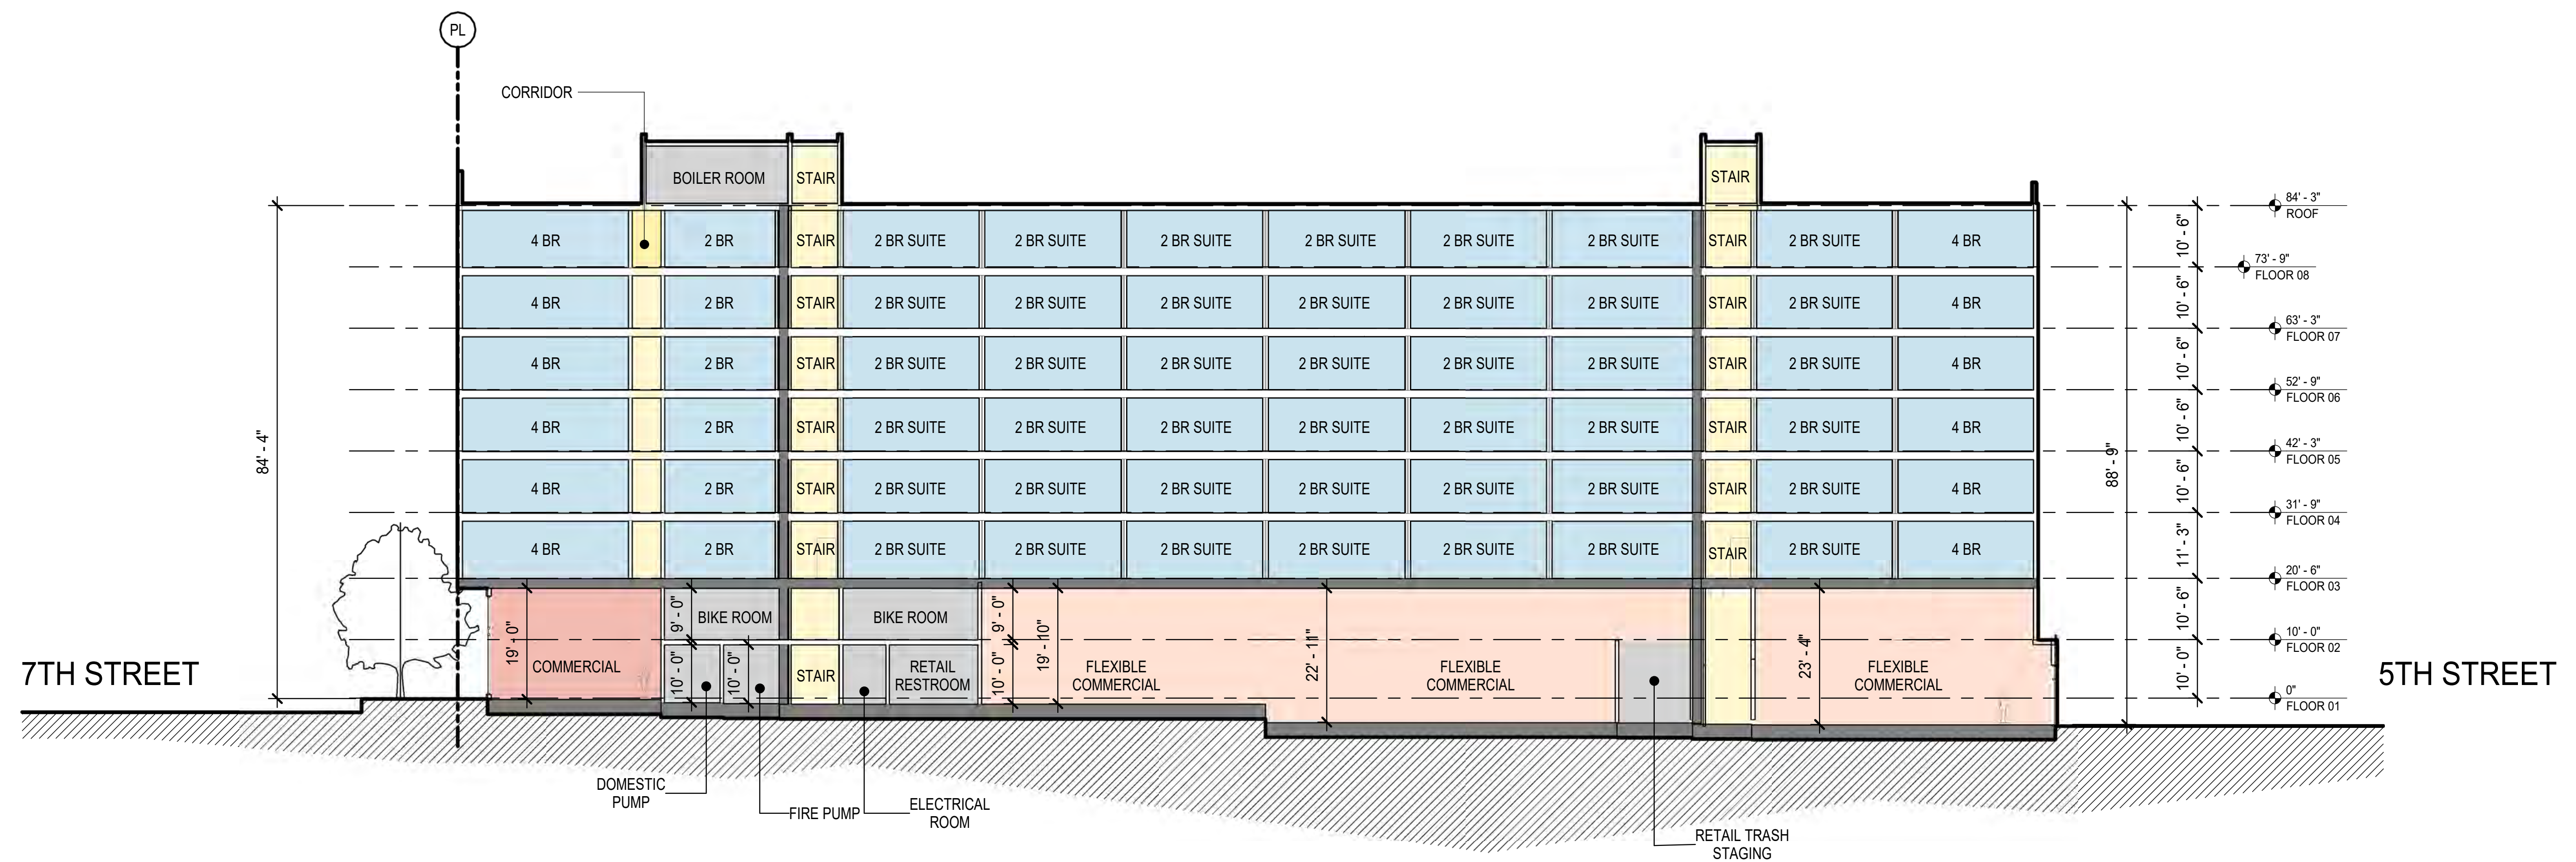 PL
CORRIDOR
BOILER ROOM
STAIR
STAIR
84' - 3"
ROOF
4 BR
2 BR
STAIR
2 BR SUITE
2 BR SUITE
2 BR SUITE
2 BR SUITE
2 BR SUITE
2 BR SUITE
STAIR
2 BR SUITE
4 BR
10' - 6"
73' - 9"
FLOOR 08
4 BR
2 BR
STAIR
2 BR SUITE
2 BR SUITE
2 BR SUITE
2 BR SUITE
2 BR SUITE
2 BR SUITE
STAIR
2 BR SUITE
4 BR
10' - 6"
63' - 3"
FLOOR 07
4 BR
2 BR
STAIR
2 BR SUITE
2 BR SUITE
2 BR SUITE
2 BR SUITE
2 BR SUITE
2 BR SUITE
STAIR
2 BR SUITE
4 BR
10' - 6"
52' - 9"
FLOOR 06
4 BR
2 BR
STAIR
2 BR SUITE
2 BR SUITE
2 BR SUITE
2 BR SUITE
2 BR SUITE
2 BR SUITE
STAIR
2 BR SUITE
4 BR
10' - 6"
42' - 3"
FLOOR 05
84' - 4"
88' - 9"
4 BR
2 BR
STAIR
2 BR SUITE
2 BR SUITE
2 BR SUITE
2 BR SUITE
2 BR SUITE
2 BR SUITE
STAIR
2 BR SUITE
4 BR
10' - 6"
31' - 9"
FLOOR 04
4 BR
2 BR
STAIR
2 BR SUITE
2 BR SUITE
2 BR SUITE
2 BR SUITE
2 BR SUITE
2 BR SUITE
STAIR
2 BR SUITE
4 BR
11' - 3"
20' - 6"
FLOOR 03
9' - 0"
BIKE ROOM
BIKE ROOM
9' - 0"
10' - 6"
10' - 0"
FLOOR 02
7TH STREET
19' - 0"
COMMERCIAL
10' - 0"
10' - 0"
STAIR
RETAIL
RESTROOM
10' - 0"
19' - 10"
FLEXIBLE
COMMERCIAL
22' - 11"
FLEXIBLE
COMMERCIAL
23' - 4"
FLEXIBLE
COMMERCIAL
10' - 0"
0"
FLOOR 01
5TH STREET
DOMESTIC
PUMP
FIRE PUMP
ELECTRICAL
ROOM
RETAIL TRASH
STAGING